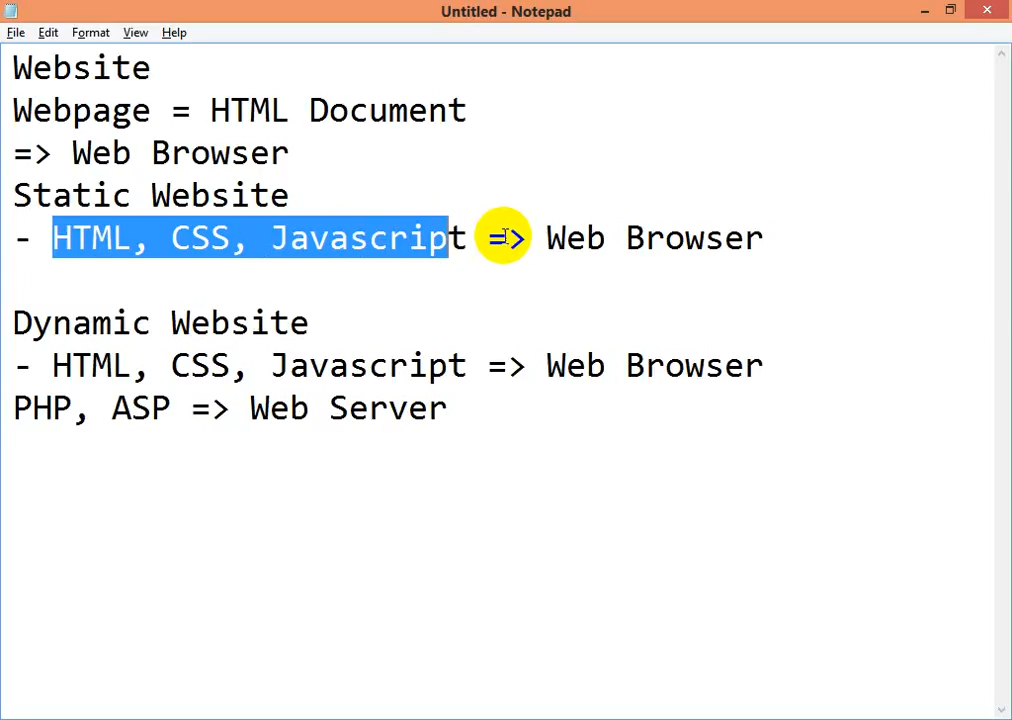 Untitled - Notepad
File Edit Format View Help
Website
Webpage = HTML Document
=> Web Browser
Static Website
- HTML, CSS, Javascript => Web Browser
Dynamic Website
- HTML, CSS, Javascript => Web Browser
PHP, ASP => Web Server